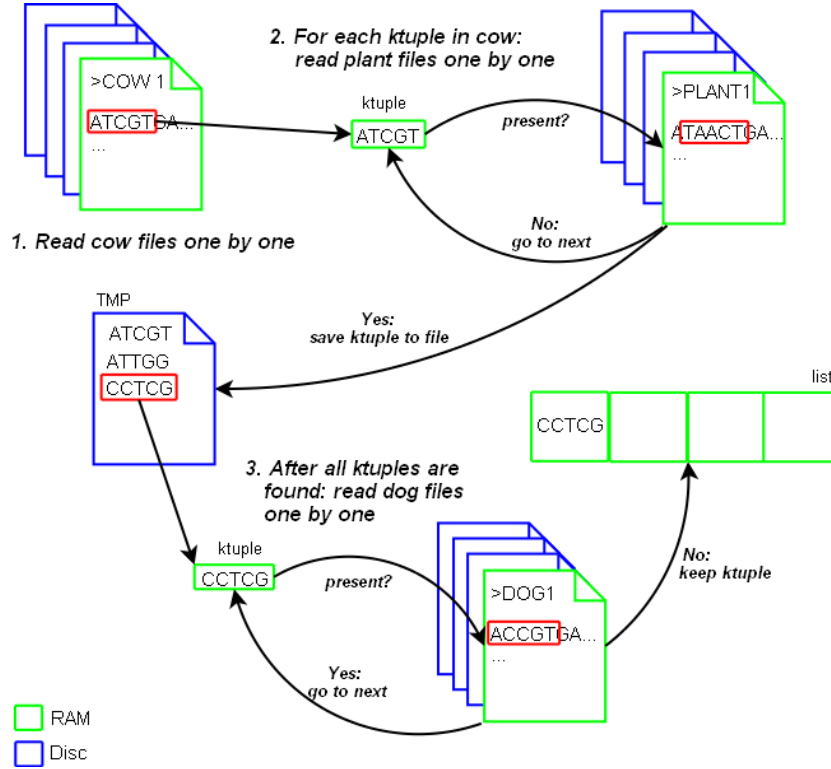 2. For each ktuple in cow:
read plant files one by one
>COW 1
ATCGTGA...
...
ktuple
ATCGT
present?
>PLANT1
ATAACTGA...
...
No:
go to next
1. Read cow files one by one
TMP
ATCGT
ATTGG
CCTCG
Yes:
save ktuple to file
list
CCTCG
3. After all ktuples are
found: read dog files
one by one
ktuple
CCTCG
present?
>DOG1
ACCGTGA...
...
No:
keep ktuple
Yes:
go to next
RAM
Disc